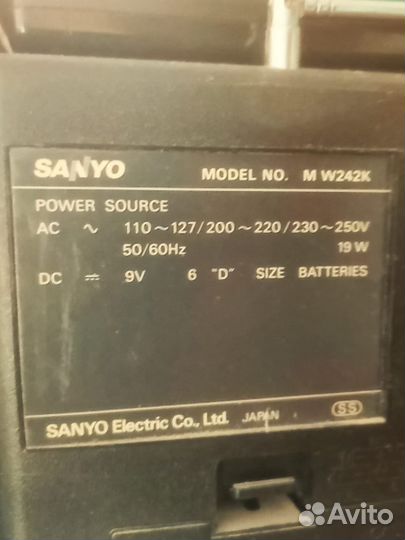 SANYO MODEL NO. M W242K
POWER SOURCE
AC ∿ 110～127/200～220/230～250V
50/60Hz 19 W
DC ⎓ 9V 6 "D" SIZE BATTERIES
SANYO Electric Co., Ltd. JAPAN SS
Avito